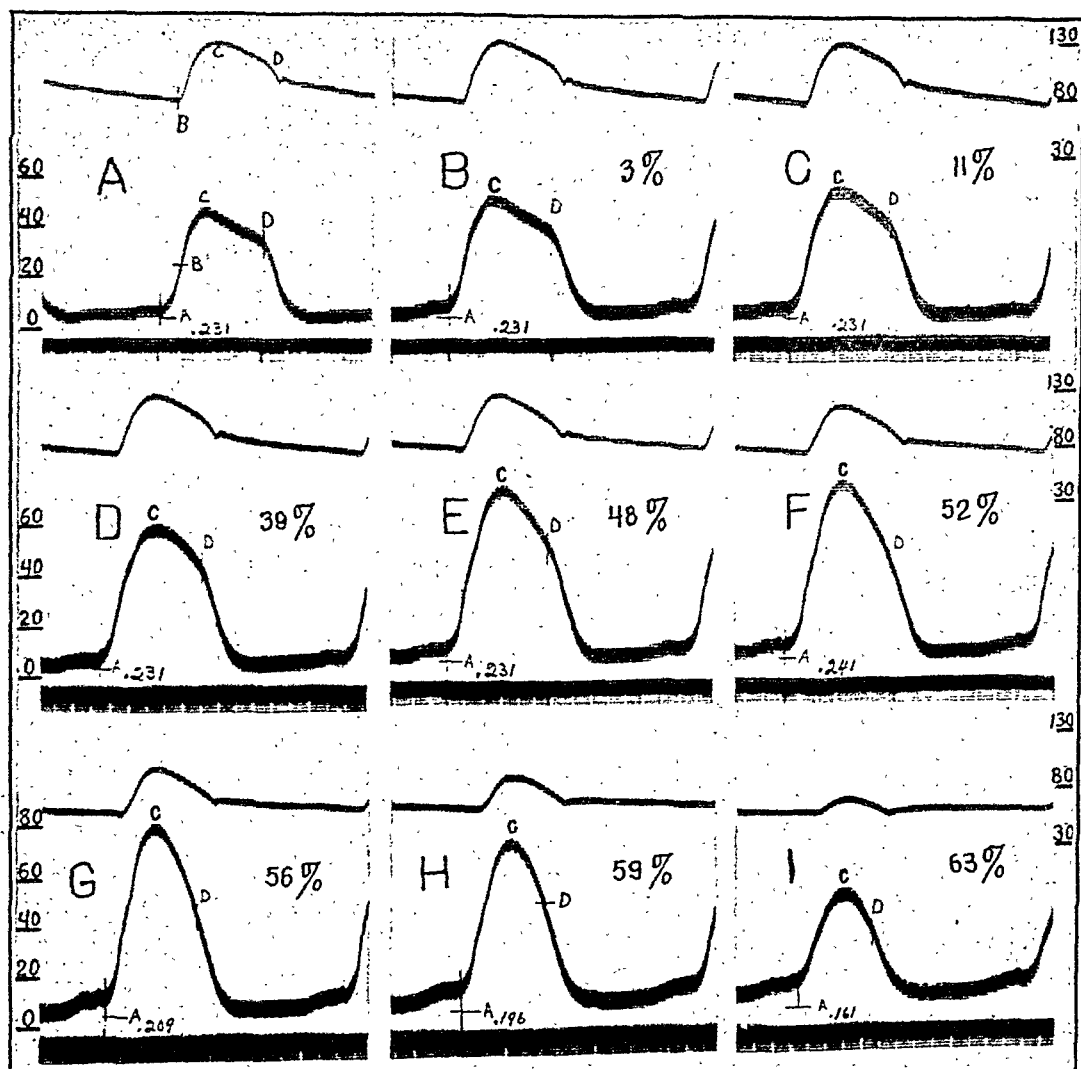 130
C D
80
B
60 A B 3% C 11% 30
40 C D C D C D
20 B'
0 A .231 A .231 A .231
130
80
D C 39% E C 48% F C 52% 30
60 D D D
40
20
0 A .231 A .231 A .241
130
80
80 C C 30
G 56% H 59% I 63%
60 C
40 D D D
20
0 A .209 A .196 A .161